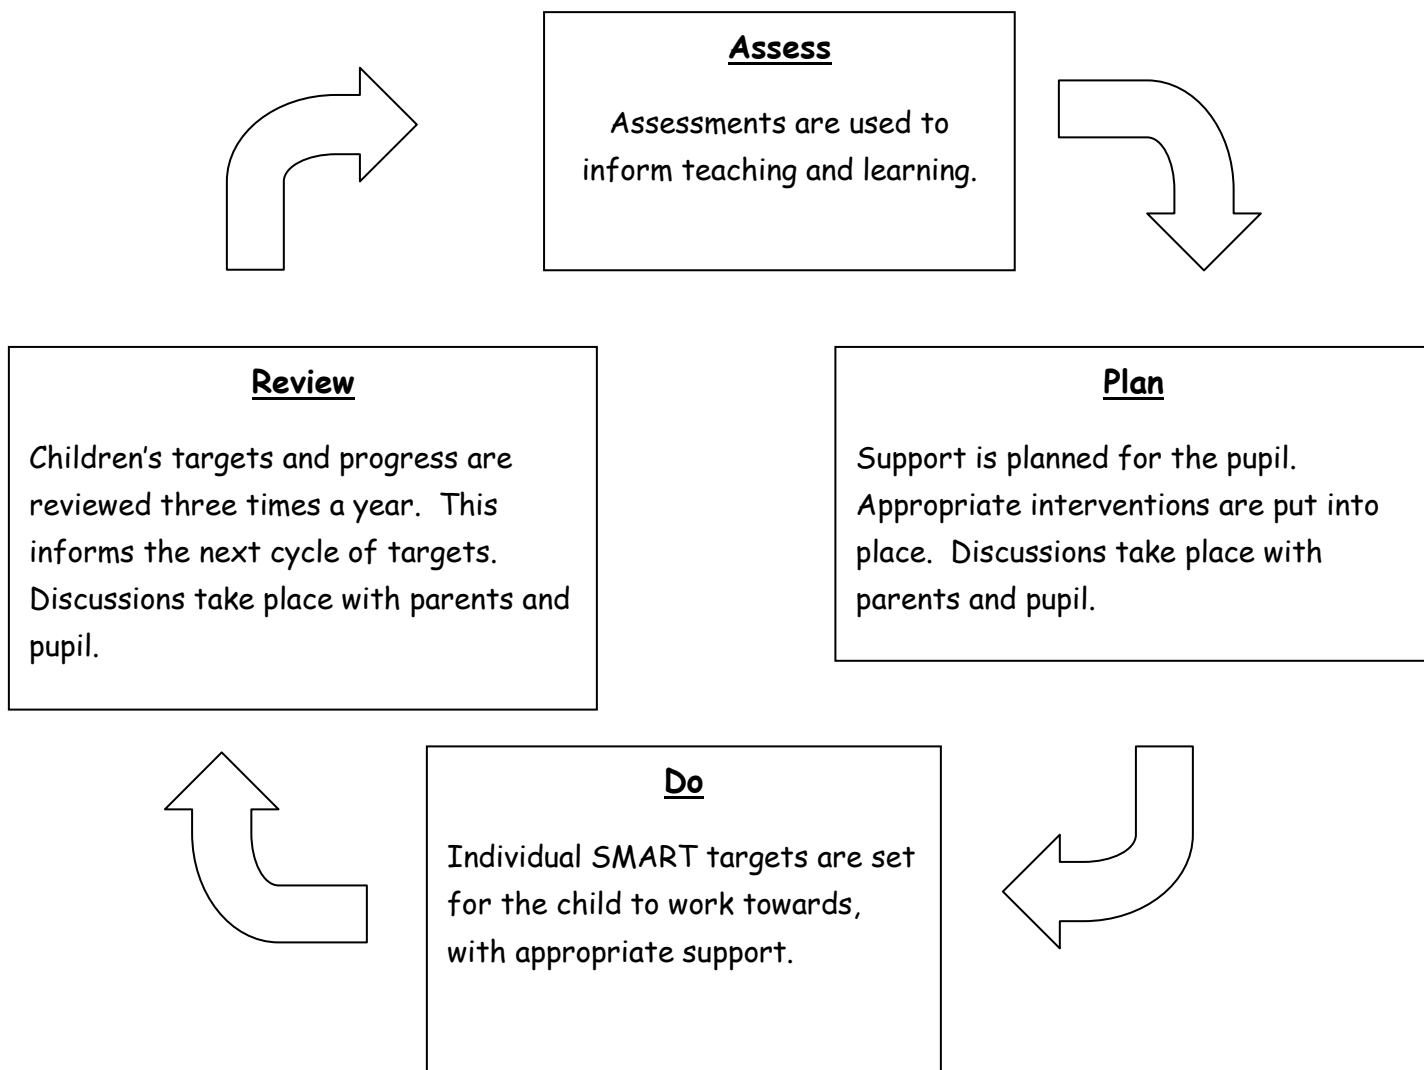 Assess
Assessments are used to
inform teaching and learning.
Review
Children’s targets and progress are
reviewed three times a year.  This
informs the next cycle of targets.
Discussions take place with parents and
pupil.
Plan
Support is planned for the pupil.
Appropriate interventions are put into
place.  Discussions take place with
parents and pupil.
Do
Individual SMART targets are set
for the child to work towards,
with appropriate support.